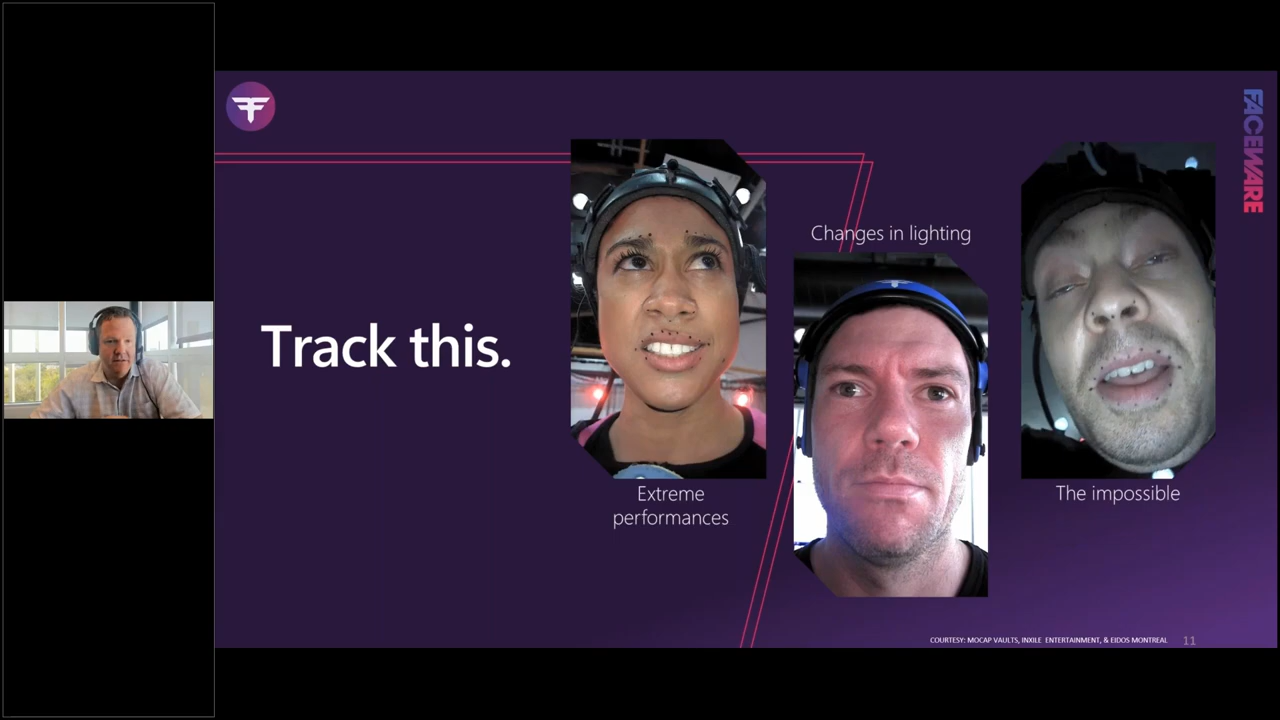 FACEWARE
Track this.
Extreme
performances
Changes in lighting
The impossible
COURTESY: MOCAP VAULTS, INXILE ENTERTAINMENT, & EIDOS MONTREAL
11